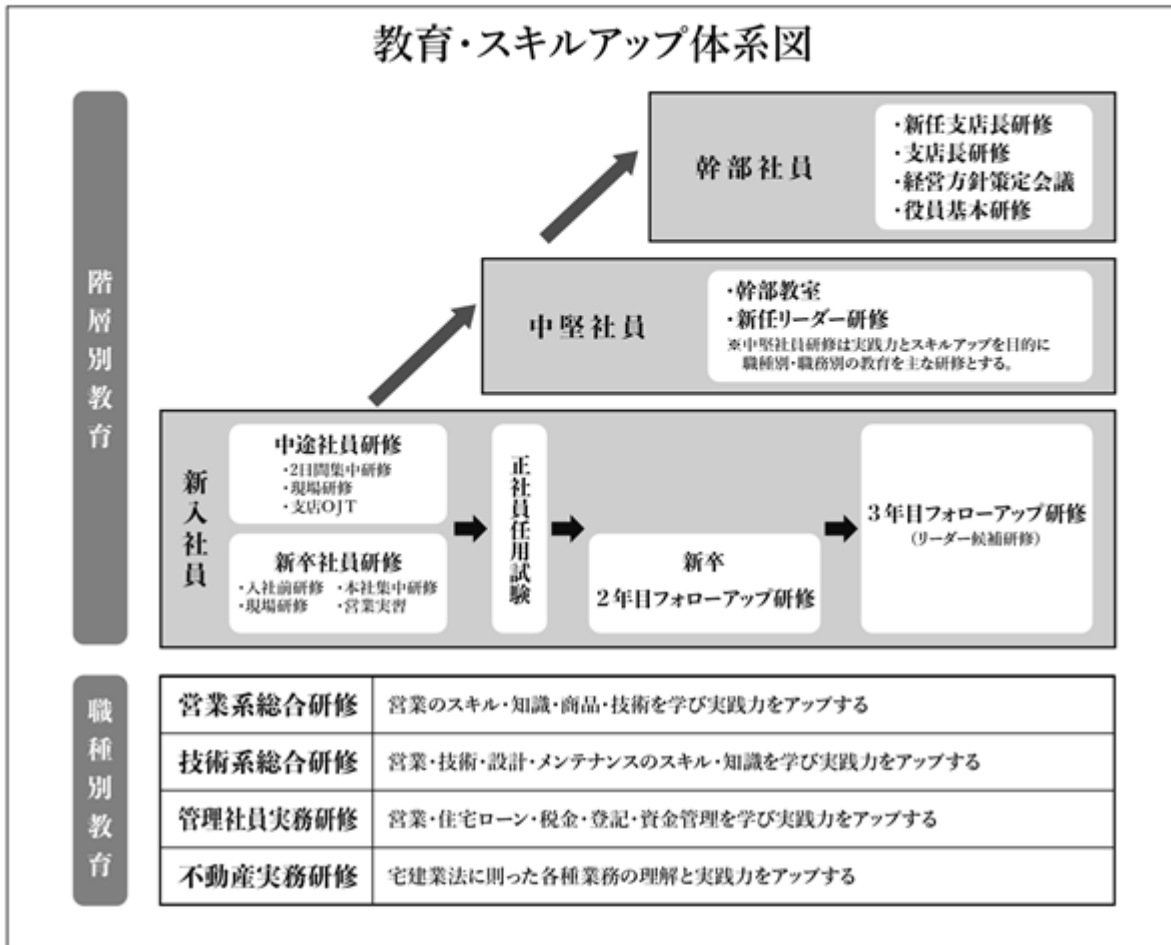 教育・スキルアップ体系図
階層別教育
幹部社員
・新任支店長研修
・支店長研修
・経営方針策定会議
・役員基本研修
中堅社員
・幹部教室
・新任リーダー研修
※中堅社員研修は実践力とスキルアップを目的に
職種別・職務別の教育を主な研修とする。
新入社員
中途社員研修
・2日間集中研修
・現場研修
・支店OJT
新卒社員研修
・入社前研修 ・本社集中研修
・現場研修 ・営業実習
正社員任用試験
新卒
2年目フォローアップ研修
3年目フォローアップ研修
(リーダー候補研修)
職種別教育
営業系総合研修 営業のスキル・知識・商品・技術を学び実践力をアップする
技術系総合研修 営業・技術・設計・メンテナンスのスキル・知識を学び実践力をアップする
管理社員実務研修 営業・住宅ローン・税金・登記・資金管理を学び実践力をアップする
不動産実務研修 宅建業法に則った各種業務の理解と実践力をアップする